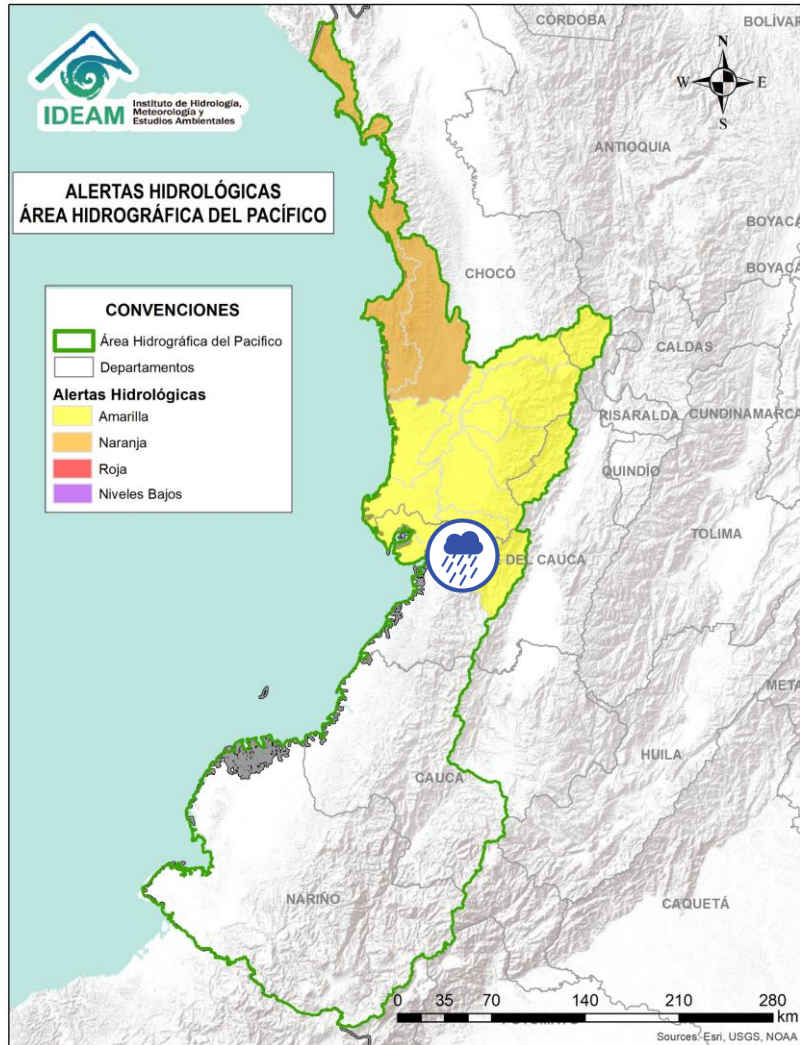 CÓRDOBA
BOLÍVAR
IDEAM
Instituto de Hidrología,
Meteorología y
Estudios Ambientales
N
W
E
S
ANTIOQUIA
ALERTAS HIDROLÓGICAS
ÁREA HIDROGRÁFICA DEL PACÍFICO
BOYACÁ
BOYACÁ
CHOCÓ
CONVENCIONES
Área Hidrográfica del Pacifico
Departamentos
Alertas Hidrológicas
Amarilla
Naranja
Roja
Niveles Bajos
CALDAS
RISARALDA
CUNDINAMARCA
QUINDÍO
TOLIMA
DEL CAUCA
META
HUILA
CAUCA
NARIÑO
CAQUETÁ
0 35 70 140 210 280
km
Sources: Esri, USGS, NOAA